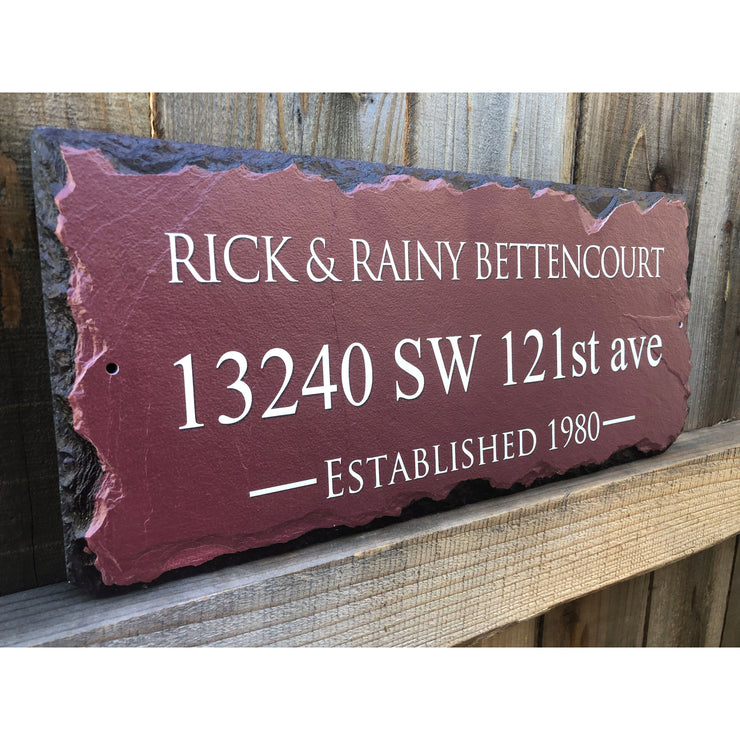 RICK & RAINY BETTENCOURT
13240 SW 121st ave
—ESTABLISHED 1980—